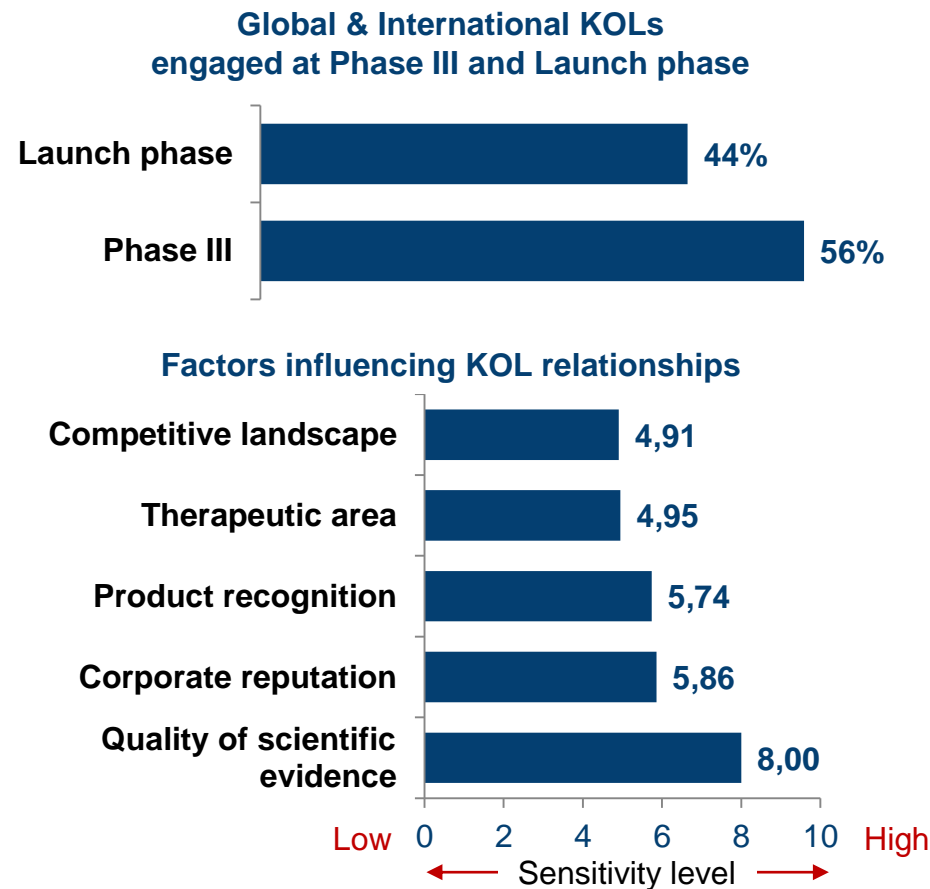 Global & International KOLs
engaged at Phase III and Launch phase
Launch phase
44%
Phase III
56%
Factors influencing KOL relationships
Competitive landscape
4,91
Therapeutic area
4,95
Product recognition
5,74
Corporate reputation
5,86
Quality of scientific
evidence
8,00
Low 0 2 4 6 8 10 High
Sensitivity level